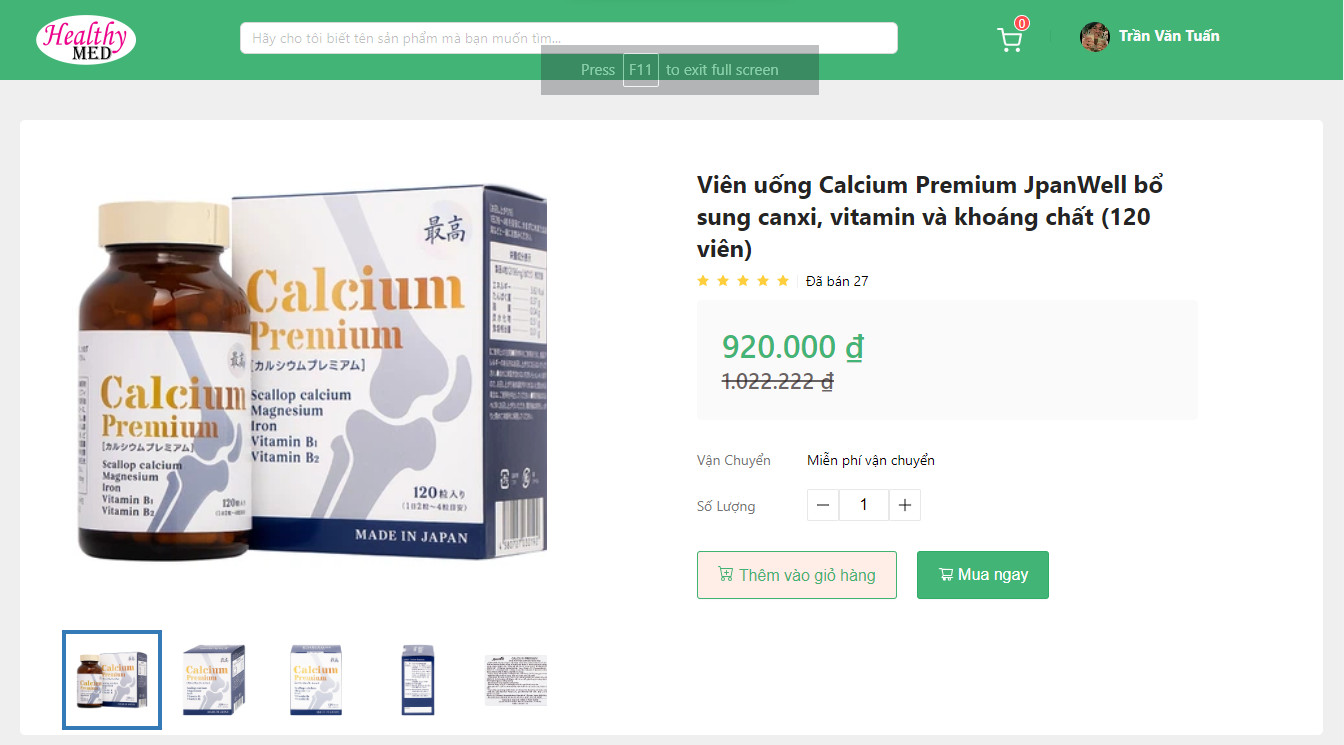 Healthy
MED
Hãy cho tôi biết tên sản phẩm mà bạn muốn tìm...
0
Trần Văn Tuấn
Press F11 to exit full screen
最高
Calcium
Premium
[カルシウムプレミアム]
Scallop calcium
Magnesium
Iron
Vitamin B1
Vitamin B2
120粒入り
MADE IN JAPAN
最高
Calcium
Premium
[カルシウムプレミアム]
Scallop calcium
Magnesium
Iron
Vitamin B1
Vitamin B2
120粒入り
Viên uống Calcium Premium JpanWell bổ
sung canxi, vitamin và khoáng chất (120
viên)
Đã bán 27
920.000 ₫
1.022.222 ₫
Vận Chuyển Miễn phí vận chuyển
Số Lượng 1
Thêm vào giỏ hàng
Mua ngay